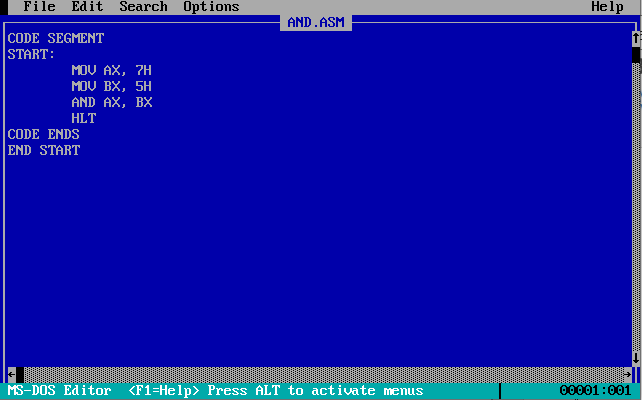 File Edit Search Options Help
AND.ASM
CODE SEGMENT
START:
MOV AX, 7H
MOV BX, 5H
AND AX, BX
HLT
CODE ENDS
END START
MS-DOS Editor <F1=Help> Press ALT to activate menus 00001:001